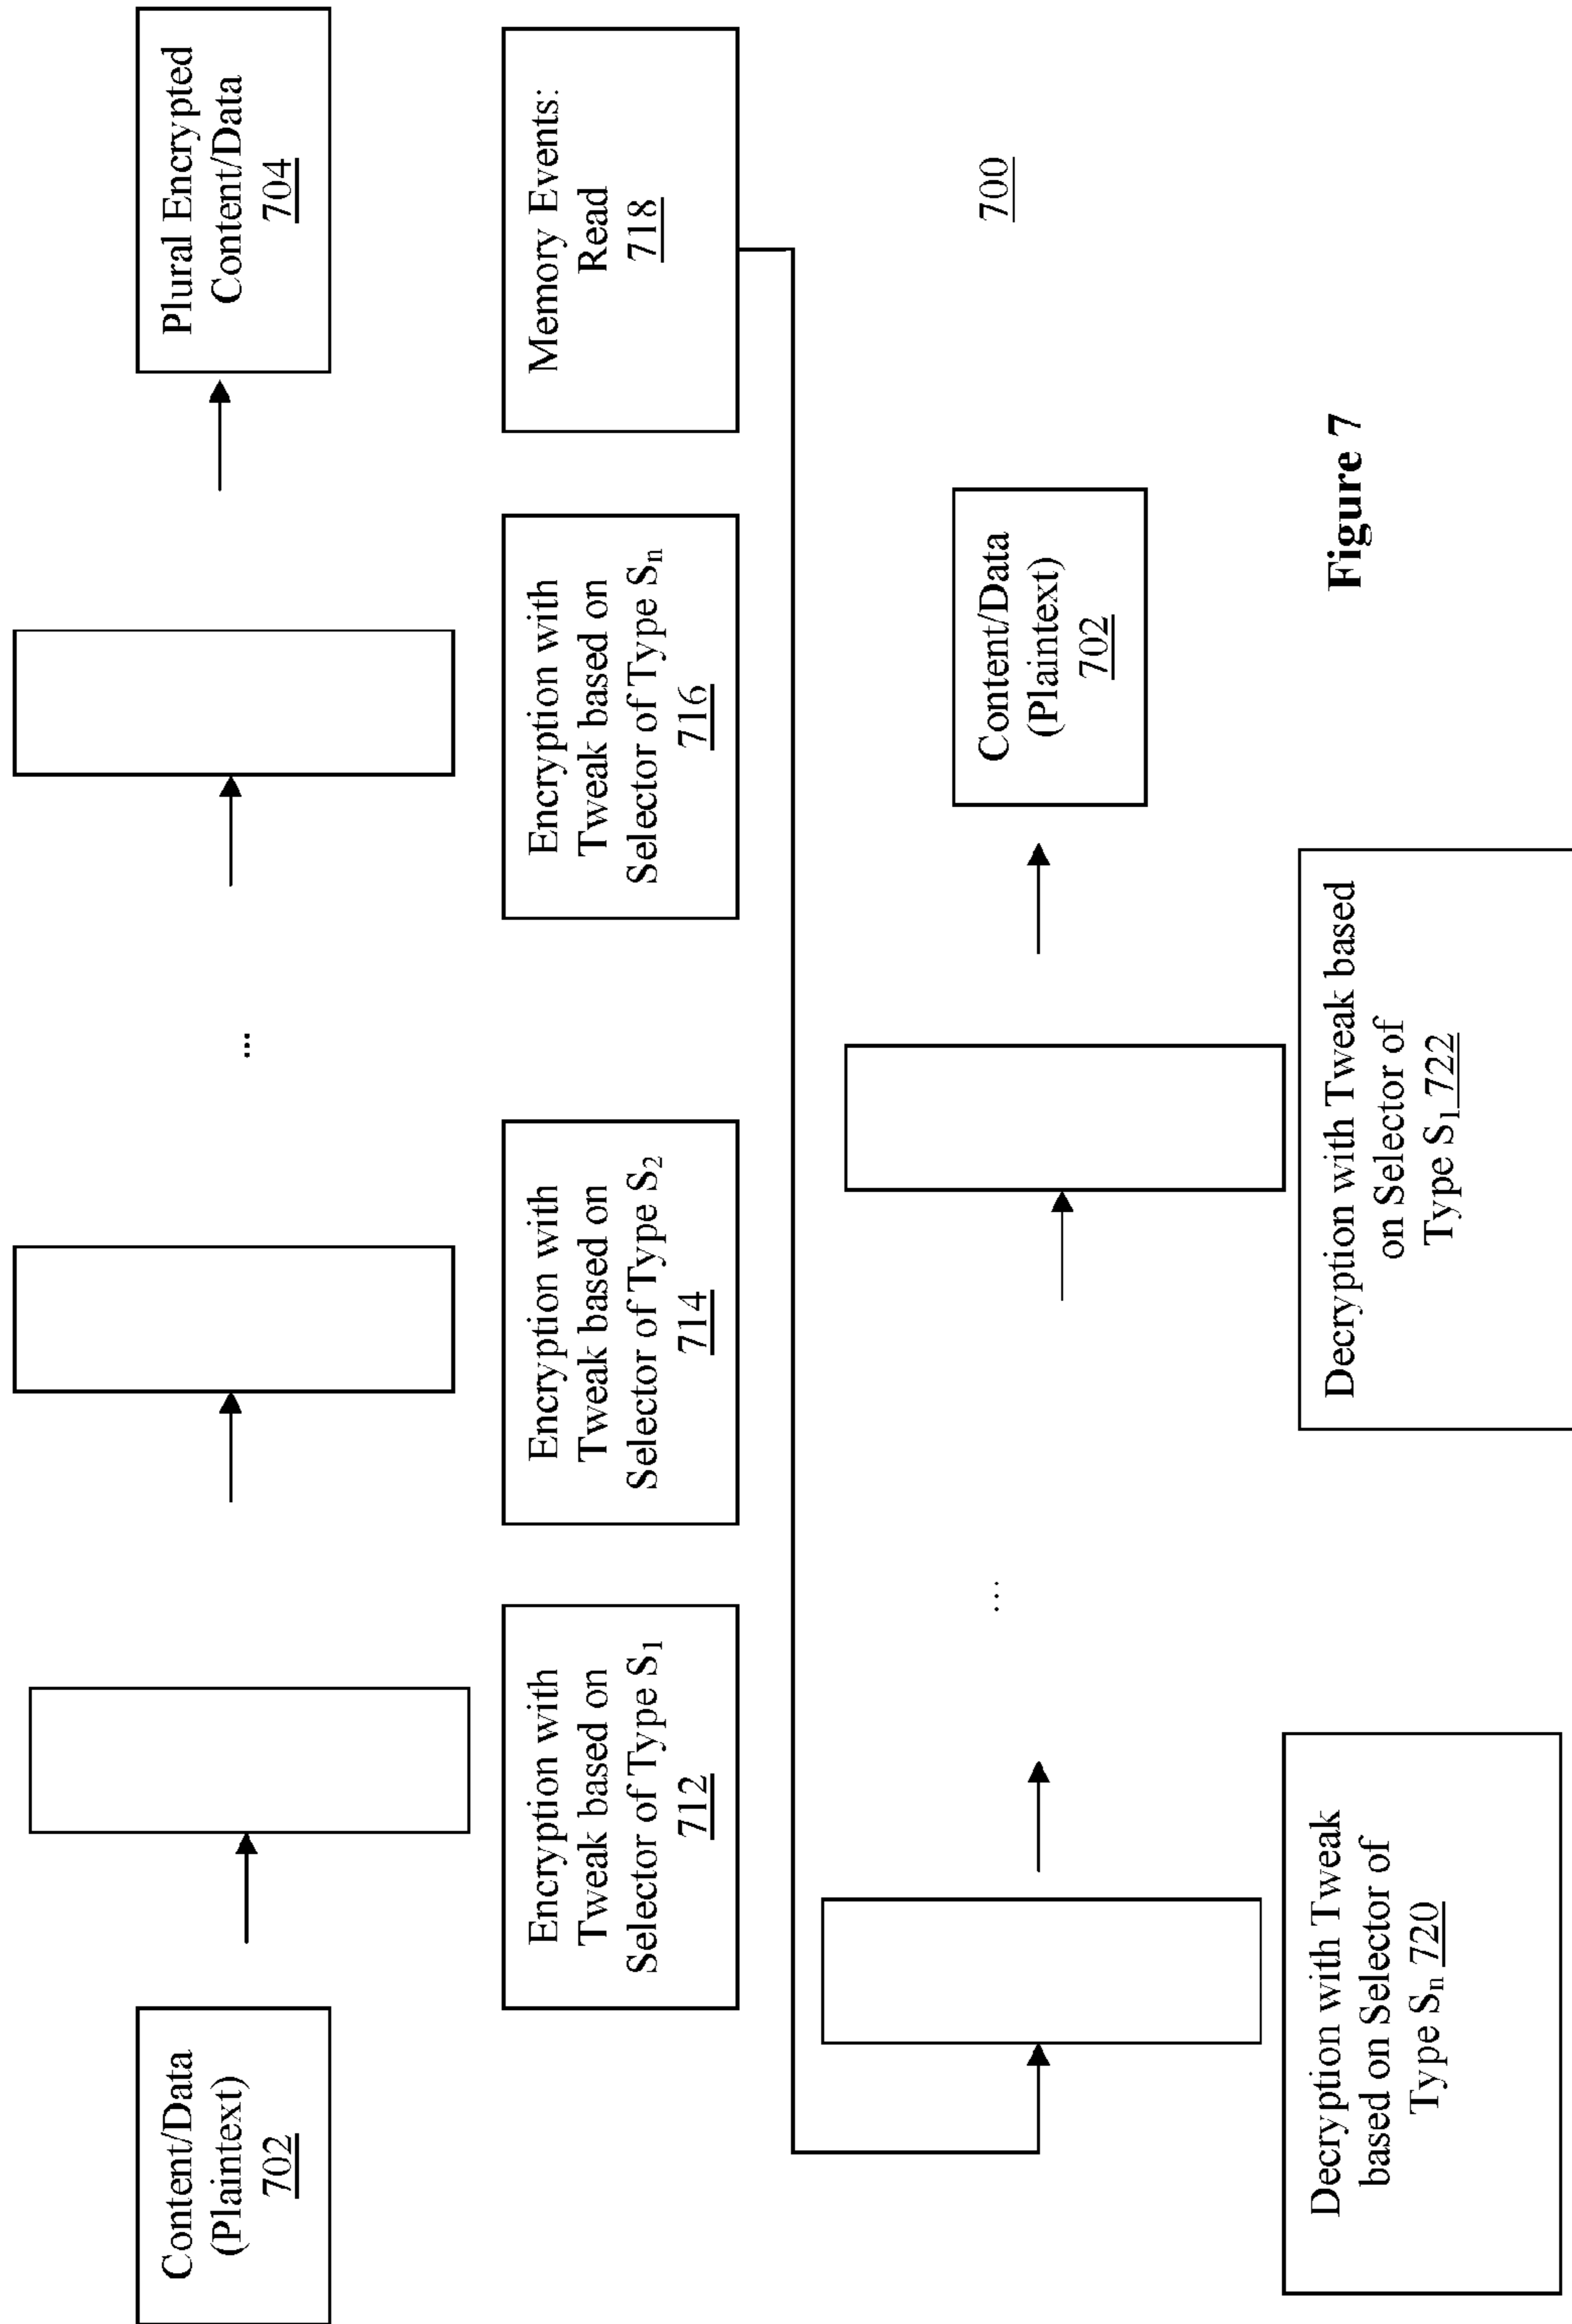 Content/Data
(Plaintext)
702
Encryption with
Tweak based on
Selector of Type S₁
712
Encryption with
Tweak based on
Selector of Type S₂
714
...
Encryption with
Tweak based on
Selector of Type Sₙ
716
Plural Encrypted
Content/Data
704
Memory Events:
Read
718
Decryption with Tweak
based on Selector of
Type Sₙ 720
...
Decryption with Tweak based
on Selector of
Type S₁ 722
Content/Data
(Plaintext)
702
700
Figure 7